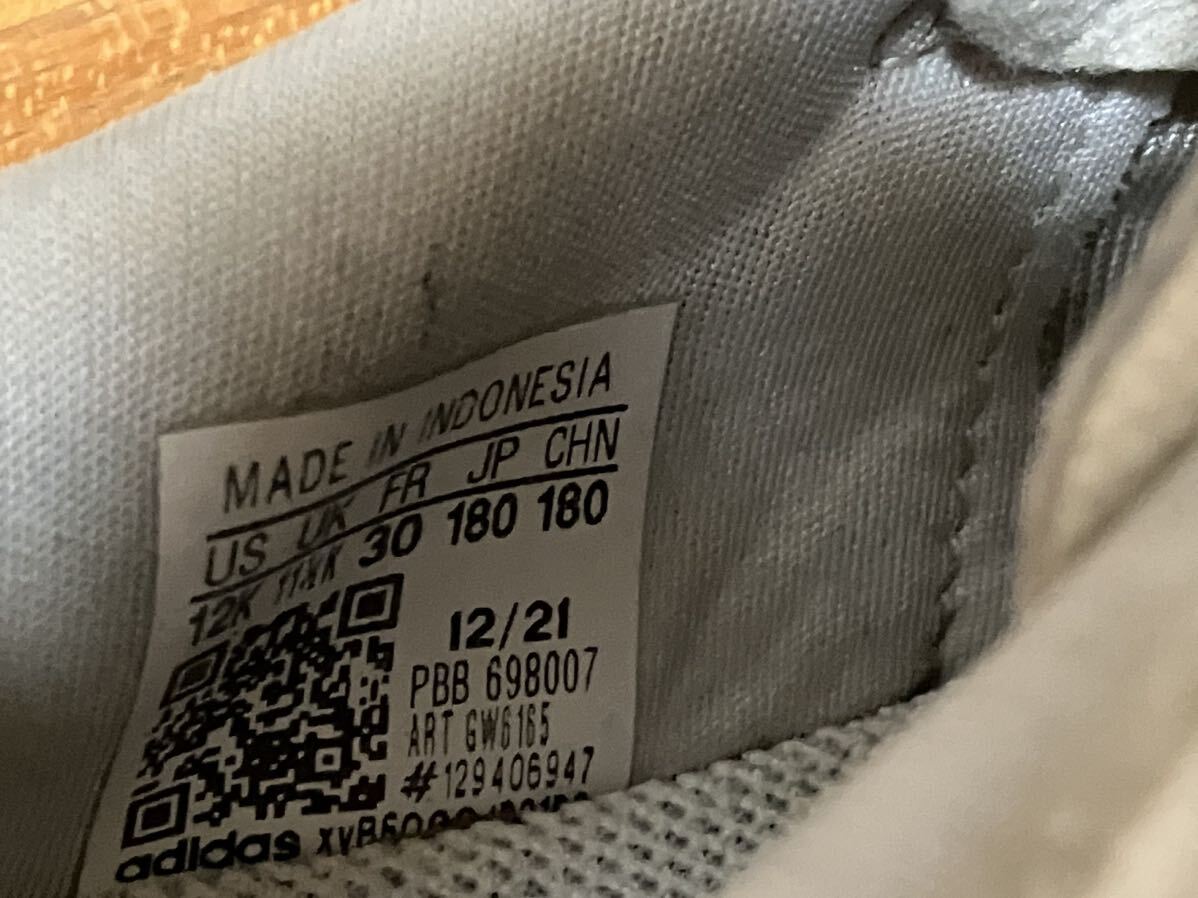 MADE IN INDONESIA
US UK FR JP CHN
12K 11½K 30 180 180
12/21
PBB 698007
ART GW6165
#129406947
adidas